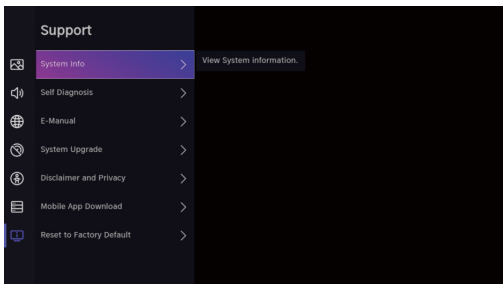 Support
System Info
View System information.
Self Diagnosis
E-Manual
System Upgrade
Disclaimer and Privacy
Mobile App Download
Reset to Factory Default